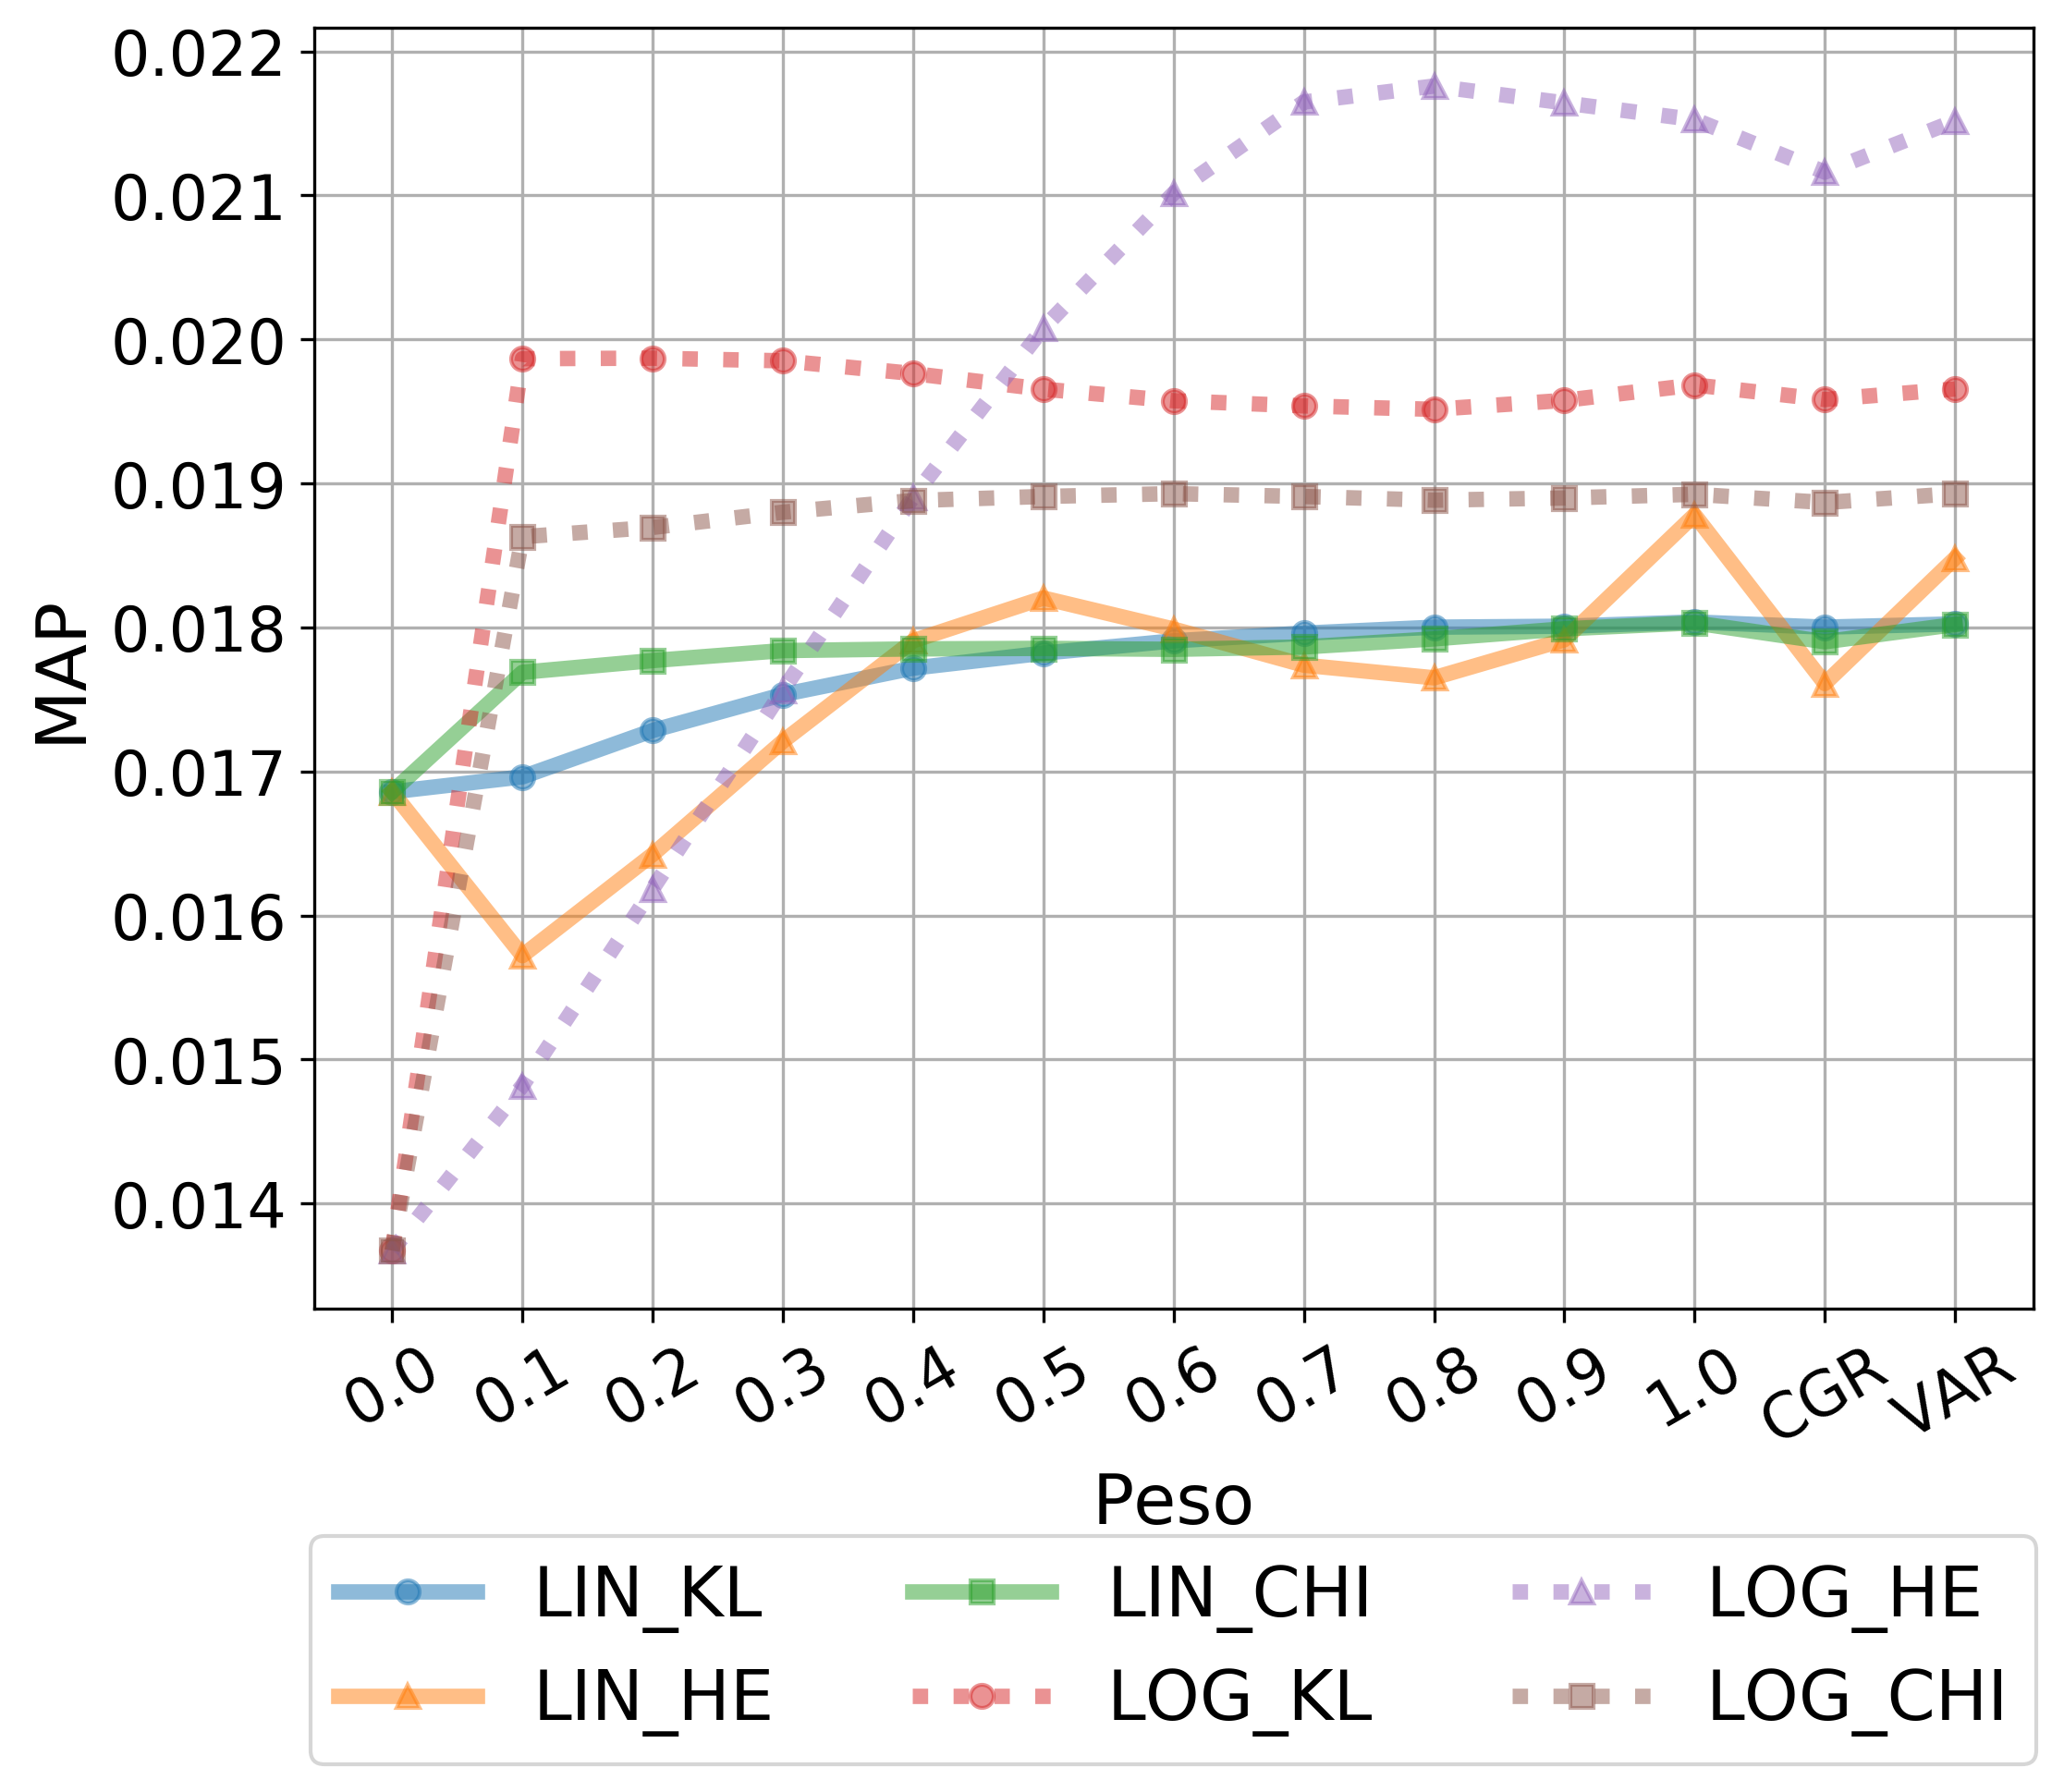 0.022
0.021
0.020
0.019
0.018
0.017
0.016
0.015
0.014
MAP
0.0 0.1 0.2 0.3 0.4 0.5 0.6 0.7 0.8 0.9 1.0 CGR VAR
Peso
LIN_KL LIN_CHI LOG_HE
LIN_HE LOG_KL LOG_CHI